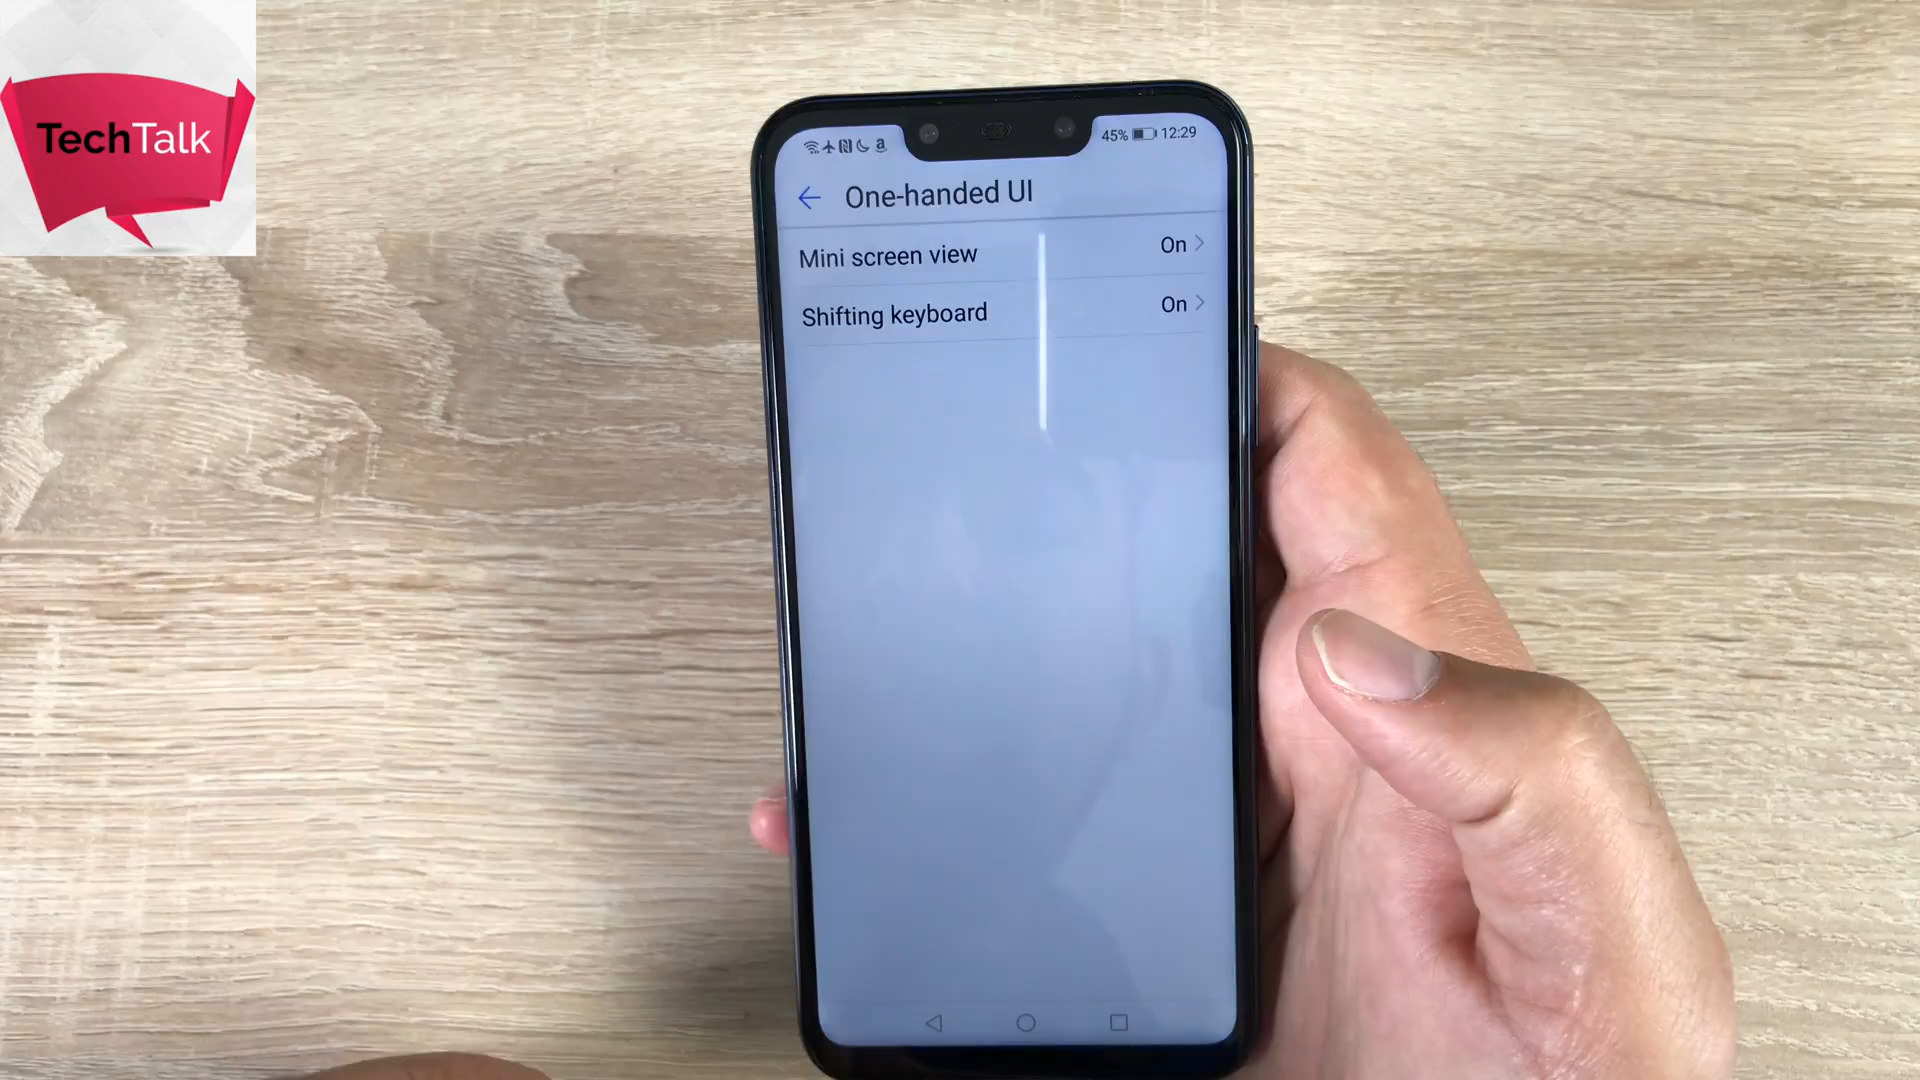 TechTalk
45% 12:29
One-handed UI
Mini screen view On
Shifting keyboard On